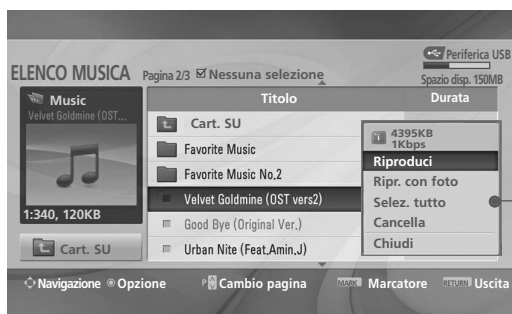 Periferica USB
ELENCO MUSICA Pagina 2/3 Nessuna selezione
Spazio disp. 150MB
Music
Velvet Goldmine (OST...
1:340, 120KB
Cart. SU
Titolo
Durata
Cart. SU
Favorite Music
Favorite Music No.2
Velvet Goldmine (OST vers2)
Good Bye (Original Ver.)
Urban Nite (Feat.Amin.J)
4395KB
1Kbps
Riproduci
Ripr. con foto
Selez. tutto
Cancella
Chiudi
Navigazione Opzione P Cambio pagina MARK Marcatore RETURN Uscita